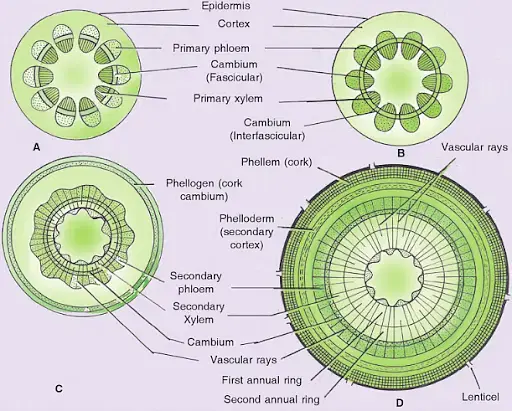 Epidermis
Cortex
Primary phloem
Cambium
(Fascicular)
Primary xylem
Cambium
(Interfascicular)
A
B
Vascular rays
Phellem (cork)
Phellogen (cork
cambium)
Phelloderm
(secondary
cortex)
Secondary
phloem
Secondary
Xylem
Cambium
Vascular rays
First annual ring
Second annual ring
C
D
Lenticel